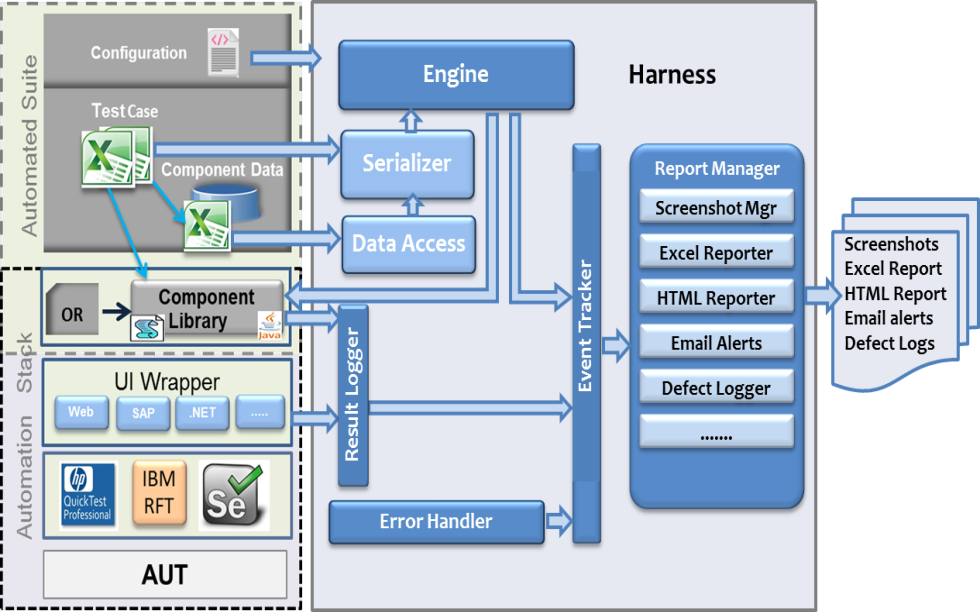 Automated Suite
Configuration
</>
Test Case
Component Data
Engine
Harness
Serializer
Data Access
Automation Stack
OR
Component
Library
Java
UI Wrapper
Web
SAP
.NET
.....
hp
QuickTest
Professional
IBM
RFT
Se
AUT
Result Logger
Error Handler
Event Tracker
Report Manager
Screenshot Mgr
Excel Reporter
HTML Reporter
Email Alerts
Defect Logger
.......
Screenshots
Excel Report
HTML Report
Email alerts
Defect Logs